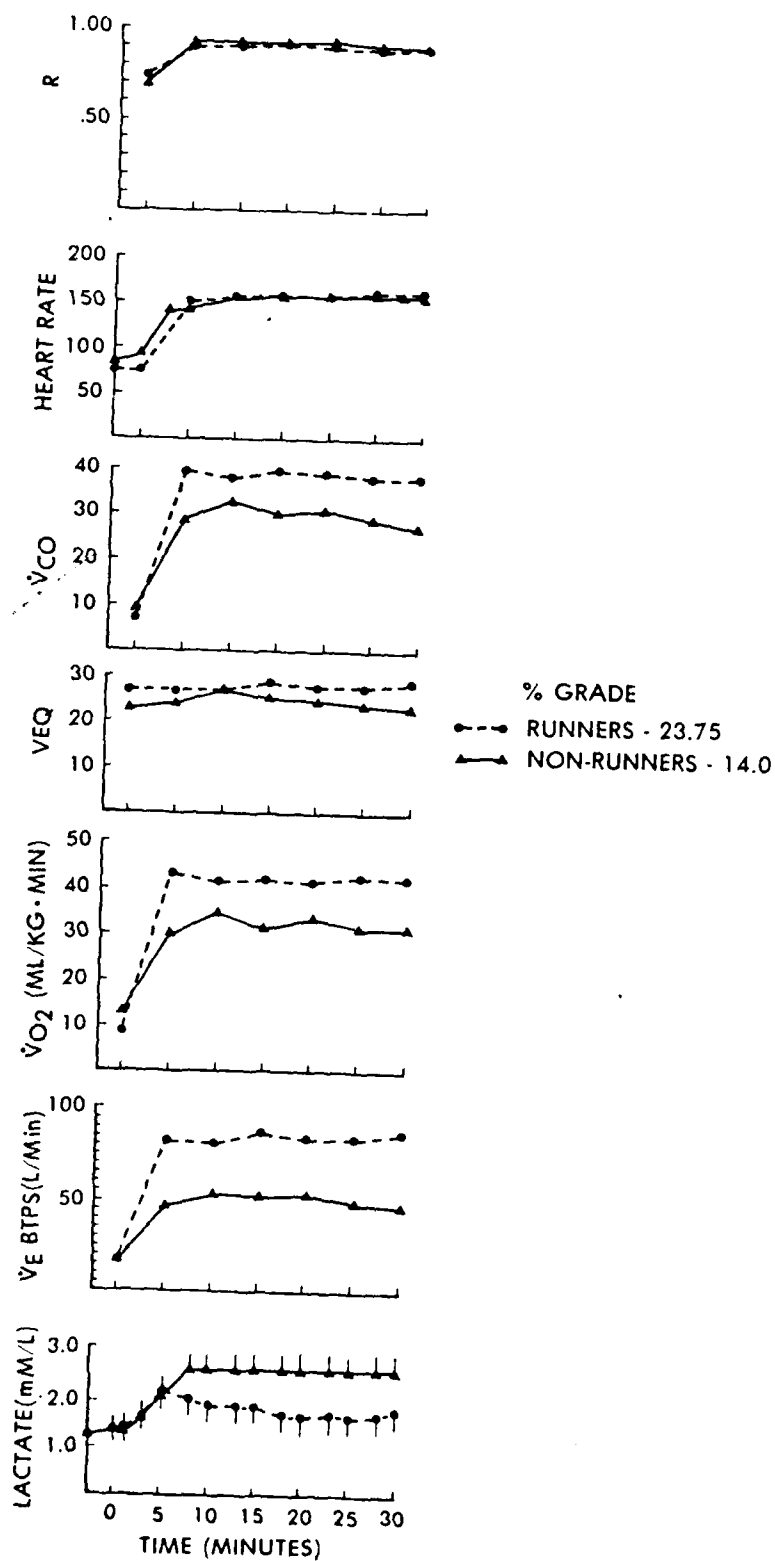 1.00
R
.50
200
150
HEART RATE
100
50
40
30
V̇CO
20
10
30
VEQ
20
10
% GRADE
RUNNERS - 23.75
NON-RUNNERS - 14.0
50
40
V̇O₂ (ML/KG·MIN)
30
20
10
100
V̇E BTPS(L/Min)
50
3.0
LACTATE(mM/L)
2.0
1.0
0 5 10 15 20 25 30
TIME (MINUTES)